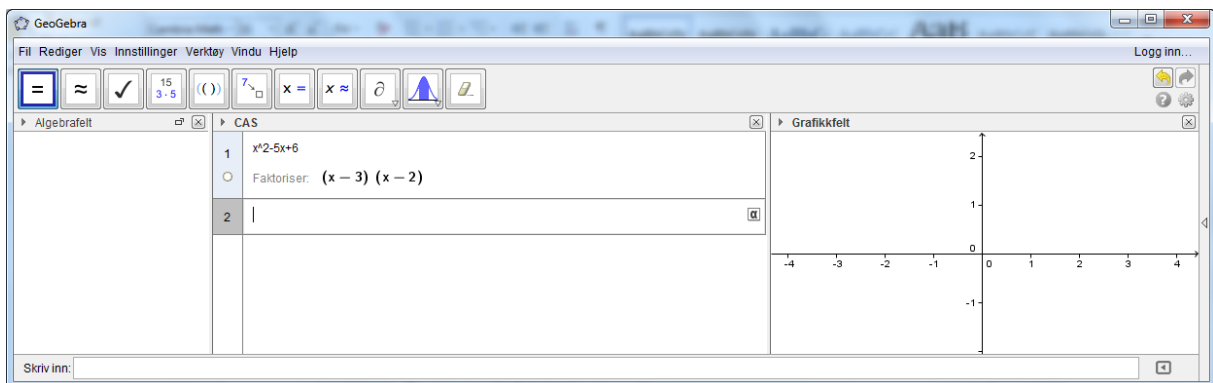 GeoGebra
Fil Rediger Vis Innstillinger Verktøy Vindu Hjelp Logg inn...
= ≈ ✓ 15 3·5 (( )) 7 x = x ≈ ∂
Algebrafelt CAS Grafikkfelt
1 x^2-5x+6
Faktoriser: (x − 3) (x − 2)
2 α
2
1
0
-4 -3 -2 -1 0 1 2 3 4
-1
Skriv inn: